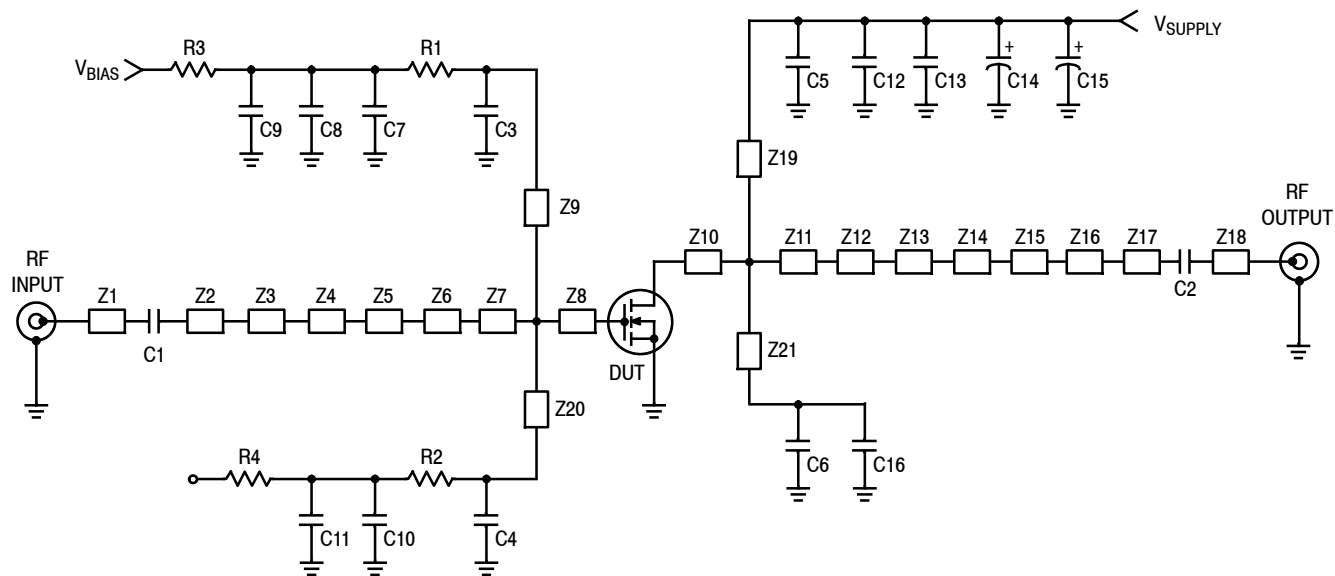 V_SUPPLY
R3 R1
V_BIAS
C5 C12 C13 C14 C15
+ +
C9 C8 C7 C3
Z19
Z9
RF
OUTPUT
Z10 Z11 Z12 Z13 Z14 Z15 Z16 Z17 Z18
RF
INPUT
C2
Z1 Z2 Z3 Z4 Z5 Z6 Z7 Z8
C1
Z21
DUT
Z20
R4 R2
C6 C16
C11 C10 C4